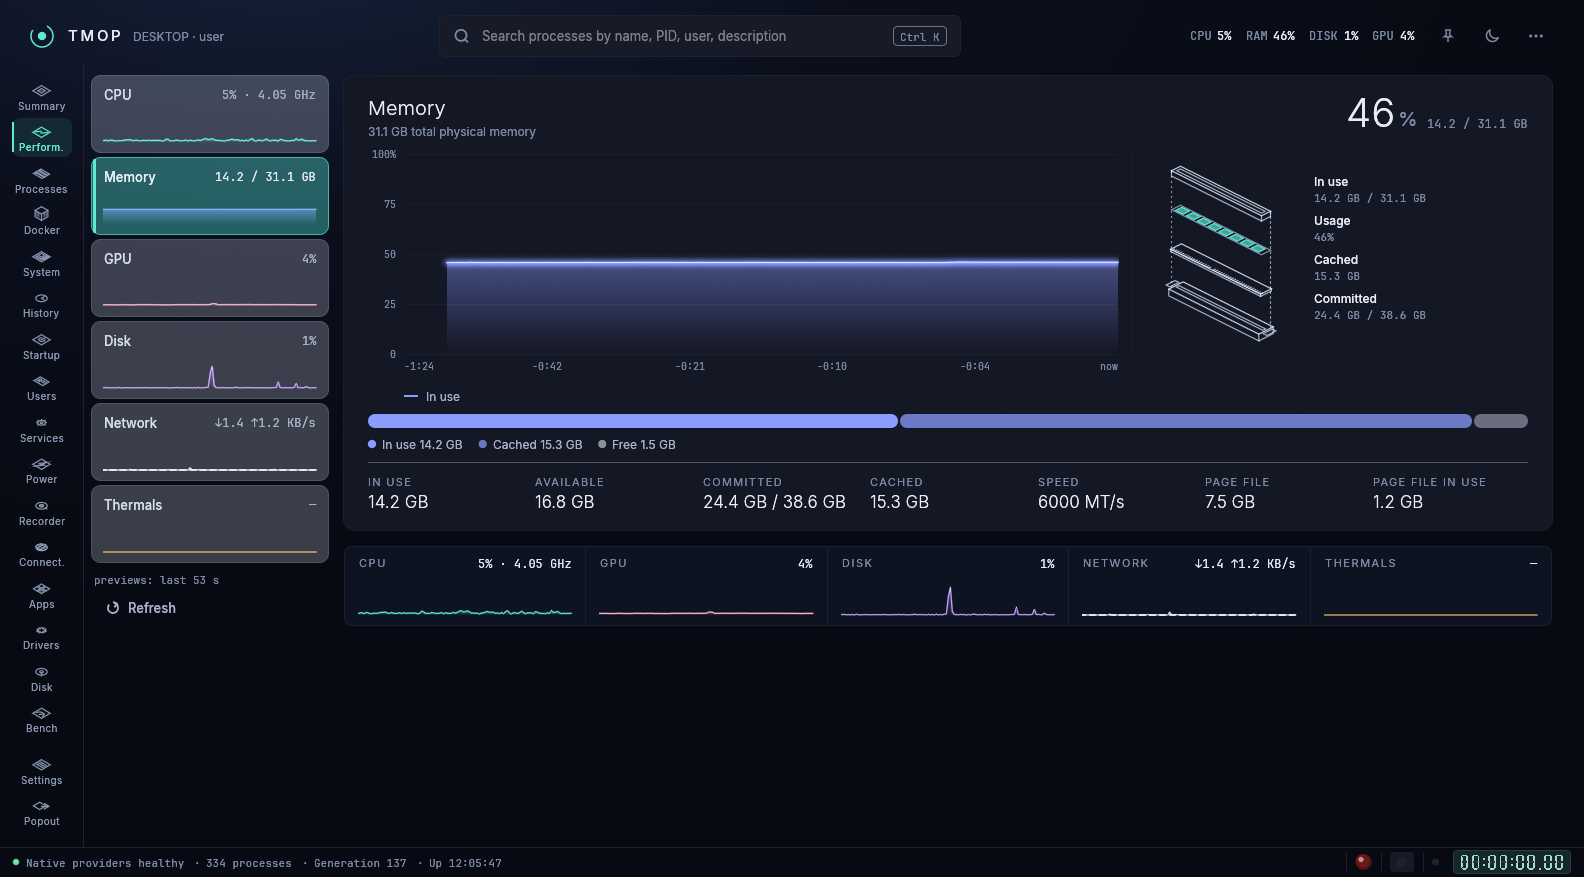 TMOP DESKTOP · user
Search processes by name, PID, user, description Ctrl K
CPU 5% RAM 46% DISK 1% GPU 4%
Summary
Perform.
Processes
Docker
System
History
Startup
Users
Services
Power
Recorder
Connect.
Apps
Drivers
Disk
Bench
Settings
Popout
CPU 5% · 4.05 GHz
Memory 14.2 / 31.1 GB
GPU 4%
Disk 1%
Network ↓1.4 ↑1.2 KB/s
Thermals —
previews: last 53 s
Refresh
Memory
31.1 GB total physical memory
46% 14.2 / 31.1 GB
100%
75
50
25
0
-1:24 -0:42 -0:21 -0:10 -0:04 now
In use
In use
14.2 GB / 31.1 GB
Usage
46%
Cached
15.3 GB
Committed
24.4 GB / 38.6 GB
In use 14.2 GB Cached 15.3 GB Free 1.5 GB
IN USE AVAILABLE COMMITTED CACHED SPEED PAGE FILE PAGE FILE IN USE
14.2 GB 16.8 GB 24.4 GB / 38.6 GB 15.3 GB 6000 MT/s 7.5 GB 1.2 GB
CPU 5% · 4.05 GHz GPU 4% DISK 1% NETWORK ↓1.4 ↑1.2 KB/s THERMALS —
Native providers healthy · 334 processes · Generation 137 · Up 12:05:47
00:00:00.00